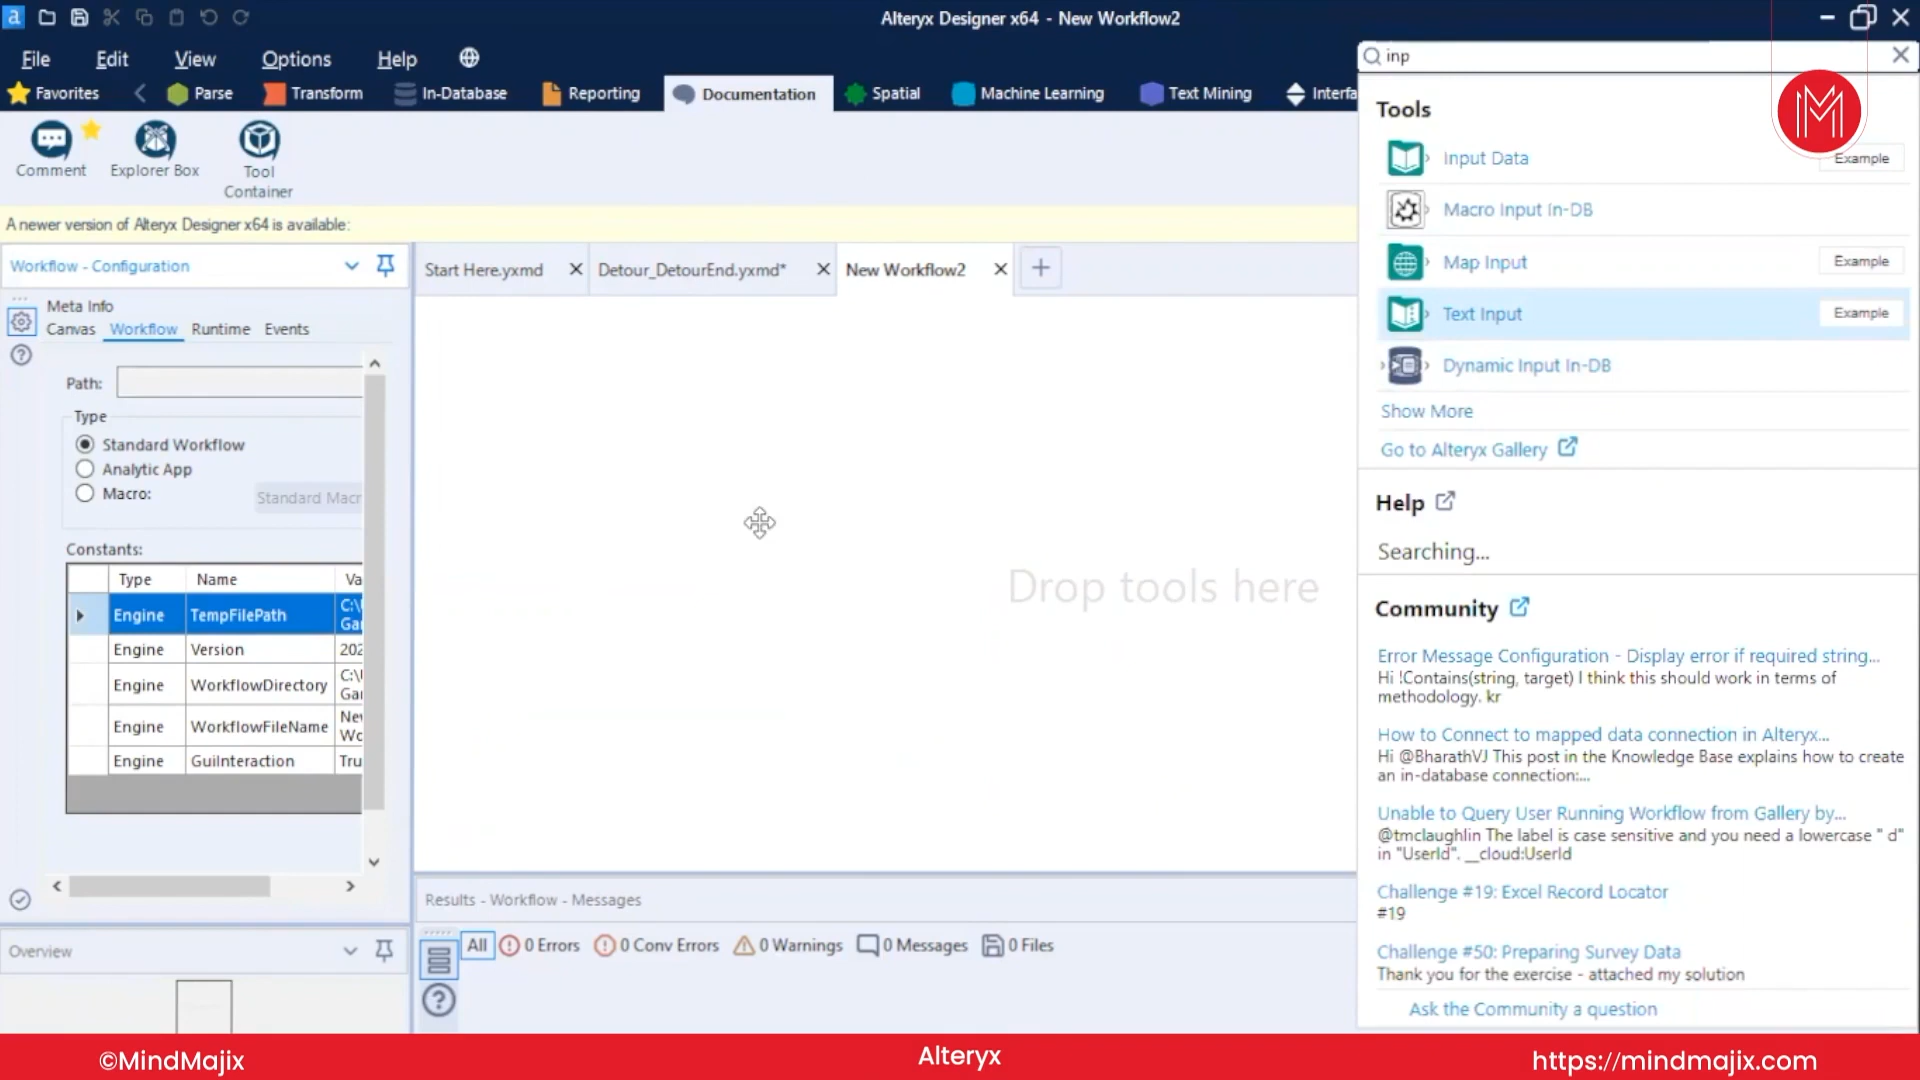 Alteryx Designer x64 - New Workflow2
File Edit View Options Help
inp
Favorites Parse Transform In-Database Reporting Documentation Spatial Machine Learning Text Mining Interfa
Comment Explorer Box Tool Container
A newer version of Alteryx Designer x64 is available:
Workflow - Configuration
Start Here.yxmd Detour_DetourEnd.yxmd* New Workflow2
Meta Info
Canvas Workflow Runtime Events
Path:
Type
Standard Workflow
Analytic App
Macro: Standard Macr
Constants:
Type Name Va
Engine TempFilePath C:\U Gar
Engine Version 202
Engine WorkflowDirectory C:\U Gar
Engine WorkflowFileName New Wo
Engine GuiInteraction Tru
Overview
Drop tools here
Results - Workflow - Messages
All 0 Errors 0 Conv Errors 0 Warnings 0 Messages 0 Files
Tools
Input Data Example
Macro Input In-DB
Map Input Example
Text Input Example
Dynamic Input In-DB
Show More
Go to Alteryx Gallery
Help
Searching...
Community
Error Message Configuration - Display error if required string...
Hi !Contains(string, target) I think this should work in terms of
methodology. kr
How to Connect to mapped data connection in Alteryx...
Hi @BharathVJ This post in the Knowledge Base explains how to create
an in-database connection:...
Unable to Query User Running Workflow from Gallery by...
@tmclaughlin The label is case sensitive and you need a lowercase " d"
in "UserId". __cloud:UserId
Challenge #19: Excel Record Locator
#19
Challenge #50: Preparing Survey Data
Thank you for the exercise - attached my solution
Ask the Community a question
©MindMajix
Alteryx
https://mindmajix.com